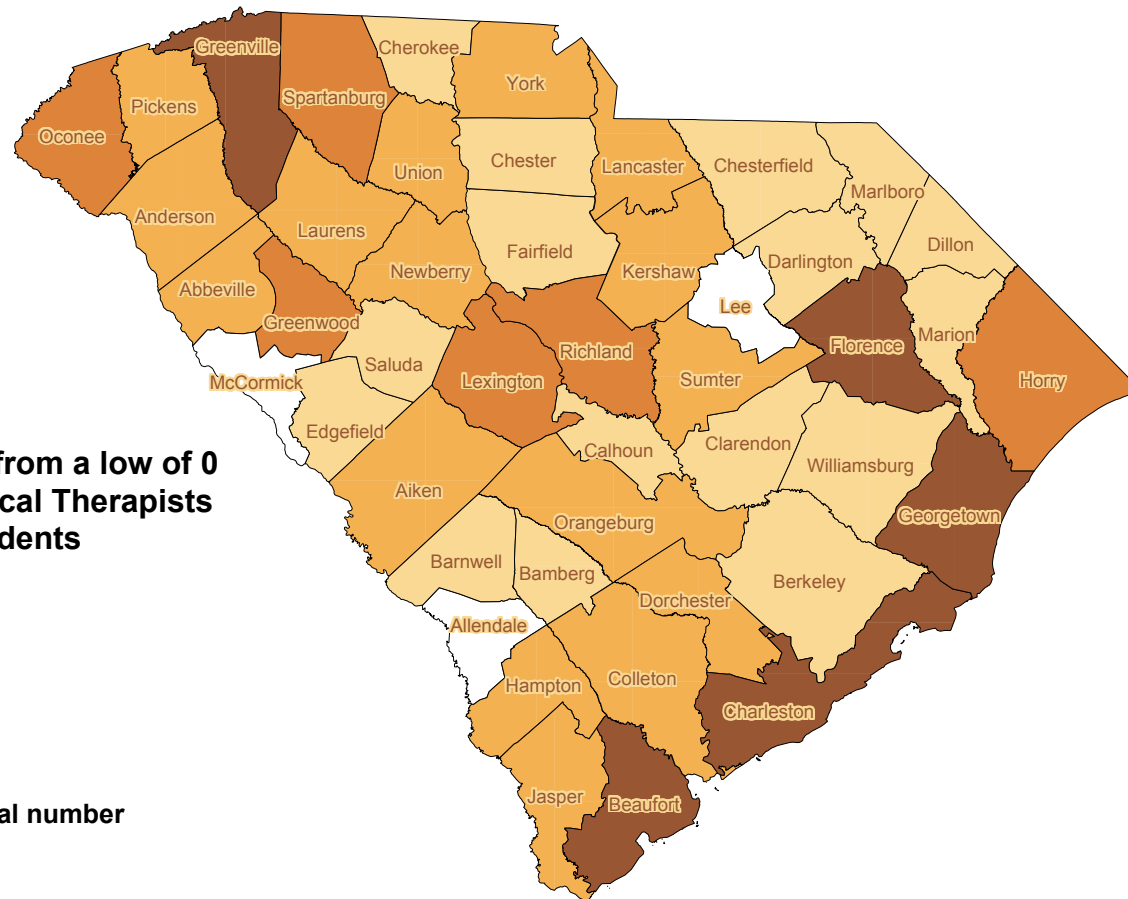 Greenville
Cherokee
York
Spartanburg
Pickens
Oconee
Union
Chester
Lancaster
Chesterfield
Marlboro
Anderson
Laurens
Fairfield
Dillon
Darlington
Newberry
Kershaw
Abbeville
Lee
Greenwood
Marion
Florence
Richland
Saluda
Lexington
Sumter
Horry
McCormick
Edgefield
Clarendon
Calhoun
Williamsburg
from a low of 0
cal Therapists
dents
Aiken
Georgetown
Orangeburg
Barnwell
Bamberg
Berkeley
Dorchester
Allendale
Colleton
Hampton
Charleston
Jasper
Beaufort
al number